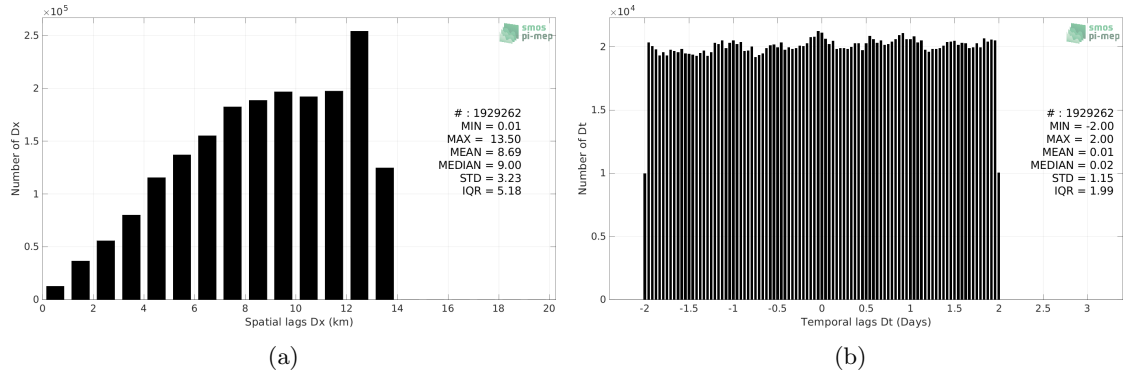 ×10⁵
2.5
2
1.5
1
0.5
0
0 2 4 6 8 10 12 14 16 18 20
Number of Dx
Spatial lags Dx (km)
smos
pi-mep
# : 1929262
MIN = 0.01
MAX = 13.50
MEAN = 8.69
MEDIAN = 9.00
STD = 3.23
IQR = 5.18
(a)
×10⁴
2
1.5
1
0.5
0
-2 -1.5 -1 -0.5 0 0.5 1 1.5 2 2.5 3
Number of Dt
Temporal lags Dt (Days)
smos
pi-mep
# : 1929262
MIN = -2.00
MAX = 2.00
MEAN = 0.01
MEDIAN = 0.02
STD = 1.15
IQR = 1.99
(b)